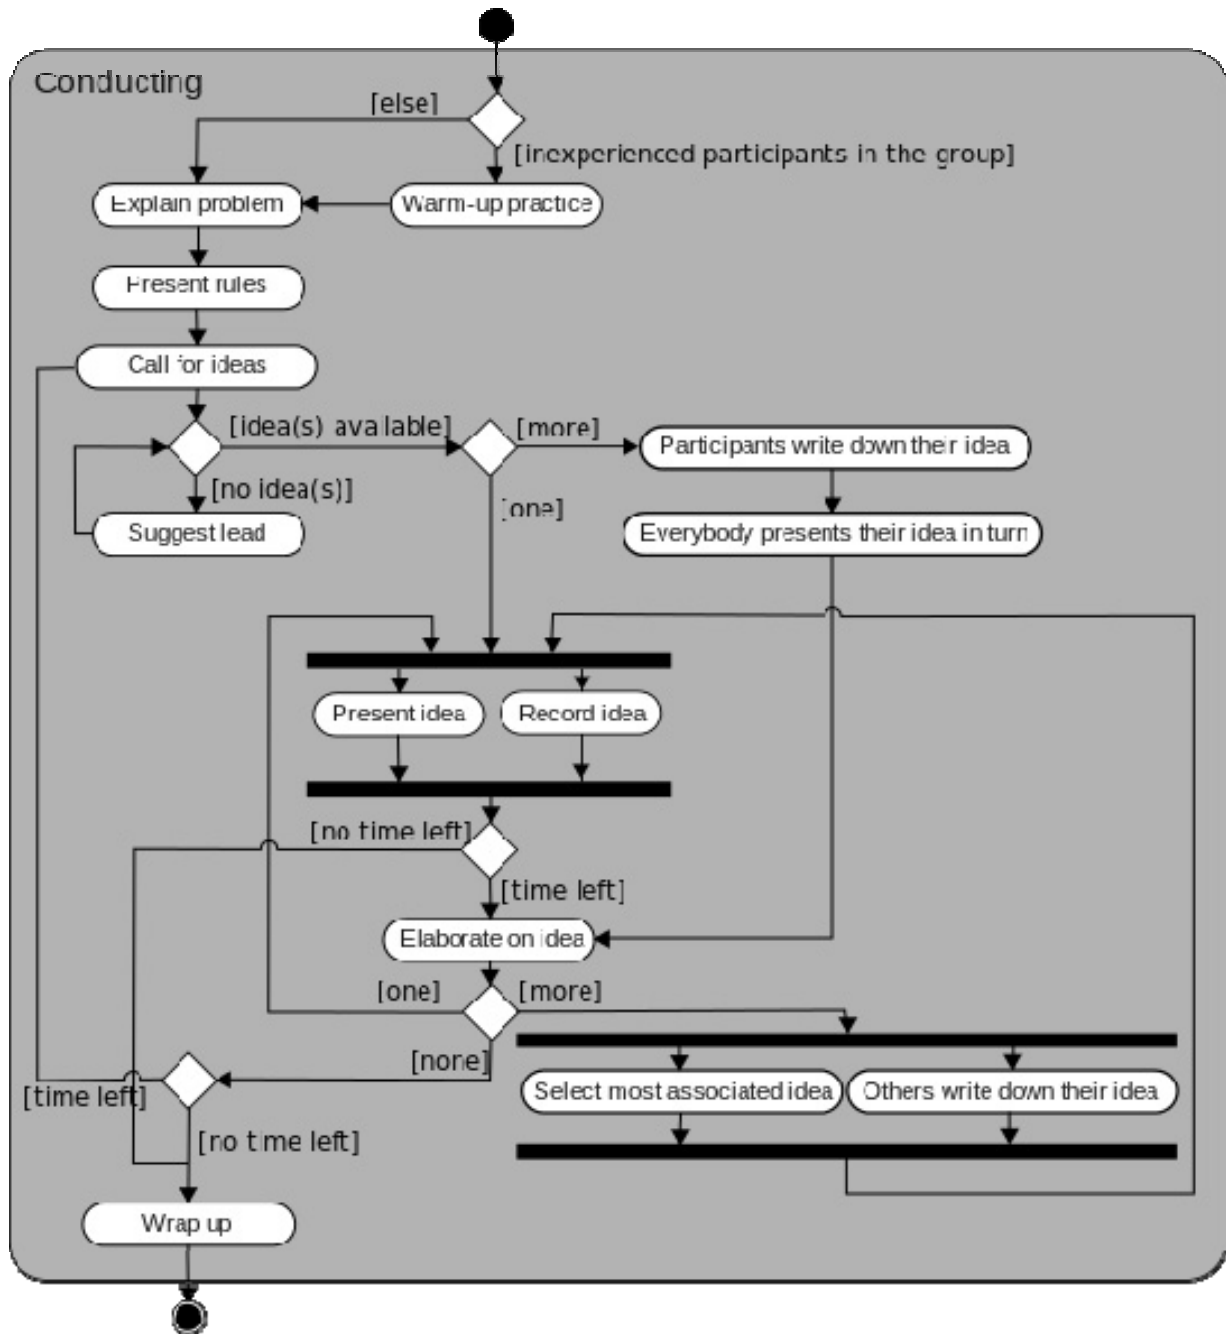 Conducting
[else]
[inexperienced participants in the group]
Explain problem
Warm-up practice
Present rules
Call for ideas
[idea(s) available]
[more]
Participants write down their idea
[no idea(s)]
[one]
Suggest lead
Everybody presents their idea in turn
Present idea
Record idea
[no time left]
[time left]
Elaborate on idea
[one]
[more]
[none]
Select most associated idea
Others write down their idea
[time left]
[no time left]
Wrap up